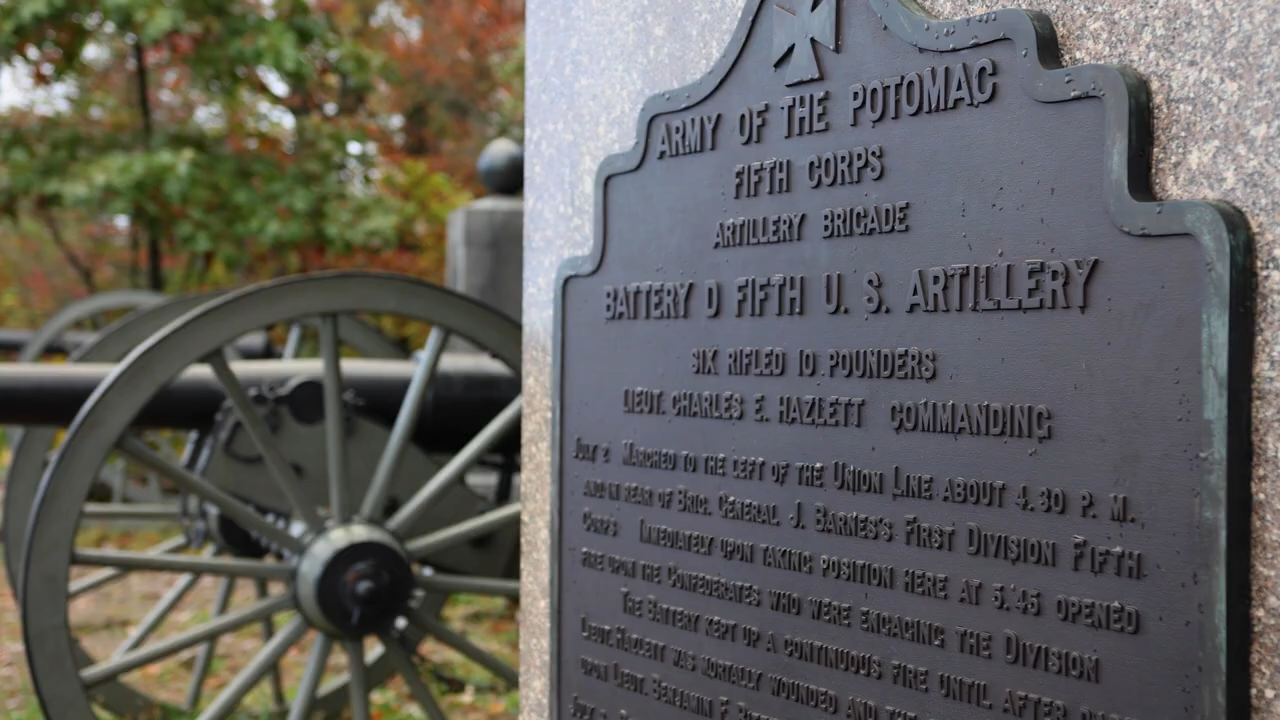 ARMY OF THE POTOMAC
FIFTH CORPS
ARTILLERY BRIGADE
BATTERY D FIFTH U. S. ARTILLERY
SIX RIFLED 10 POUNDERS
LIEUT. CHARLES E. HAZLETT COMMANDING
JULY 2 MARCHED TO THE LEFT OF THE UNION LINE ABOUT 4.30 P. M.
AND IN REAR OF BRIG. GENERAL J. BARNES'S FIRST DIVISION FIFTH
CORPS IMMEDIATELY UPON TAKING POSITION HERE AT 5.45 OPENED
FIRE UPON THE CONFEDERATES WHO WERE ENGAGING THE DIVISION
THE BATTERY KEPT UP A CONTINUOUS FIRE UNTIL AFTER
LIEUT. HAZLETT WAS MORTALLY WOUNDED AND THE
UPON LIEUT. BENJAMIN F.
JULY